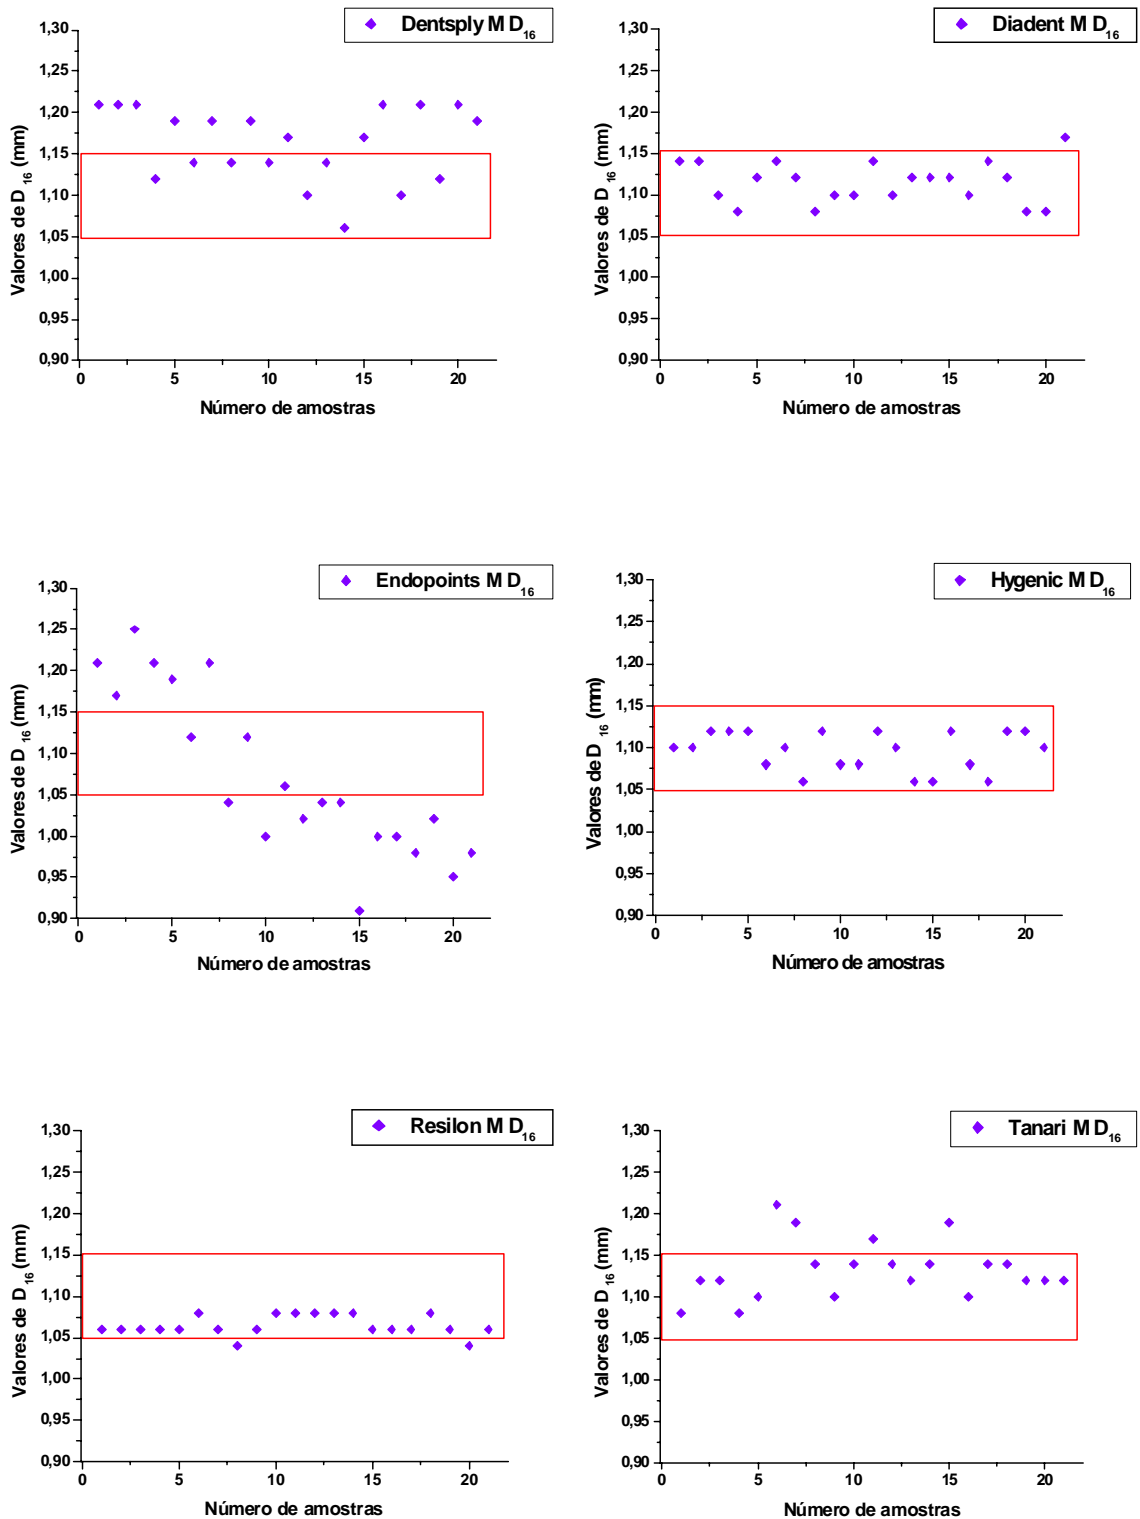 Dentsply M D16
1,30
1,25
1,20
1,15
1,10
1,05
1,00
0,95
0,90
0 5 10 15 20
Valores de D16 (mm)
Número de amostras
Diadent M D16
1,30
1,25
1,20
1,15
1,10
1,05
1,00
0,95
0,90
0 5 10 15 20
Valores de D16 (mm)
Número de amostras
Endopoints M D16
1,30
1,25
1,20
1,15
1,10
1,05
1,00
0,95
0,90
0 5 10 15 20
Valores de D16 (mm)
Número de amostras
Hygenic M D16
1,30
1,25
1,20
1,15
1,10
1,05
1,00
0,95
0,90
0 5 10 15 20
Valores de D16 (mm)
Número de amostras
Resilon M D16
1,30
1,25
1,20
1,15
1,10
1,05
1,00
0,95
0,90
0 5 10 15 20
Valores de D16 (mm)
Número de amostras
Tanari M D16
1,30
1,25
1,20
1,15
1,10
1,05
1,00
0,95
0,90
0 5 10 15 20
Valores de D16 (mm)
Número de amostras